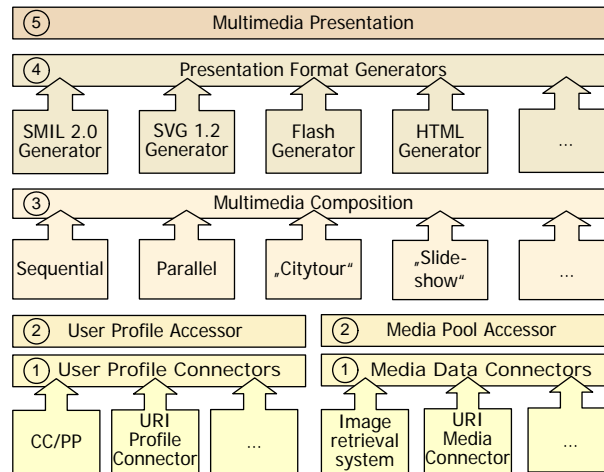 5 Multimedia Presentation
4 Presentation Format Generators
SMIL 2.0
Generator
SVG 1.2
Generator
Flash
Generator
HTML
Generator
...
3 Multimedia Composition
Sequential
Parallel
„Citytour“
„Slide-
show“
...
2 User Profile Accessor
2 Media Pool Accessor
1 User Profile Connectors
1 Media Data Connectors
CC/PP
URI
Profile
Connector
...
Image
retrieval
system
URI
Media
Connector
...